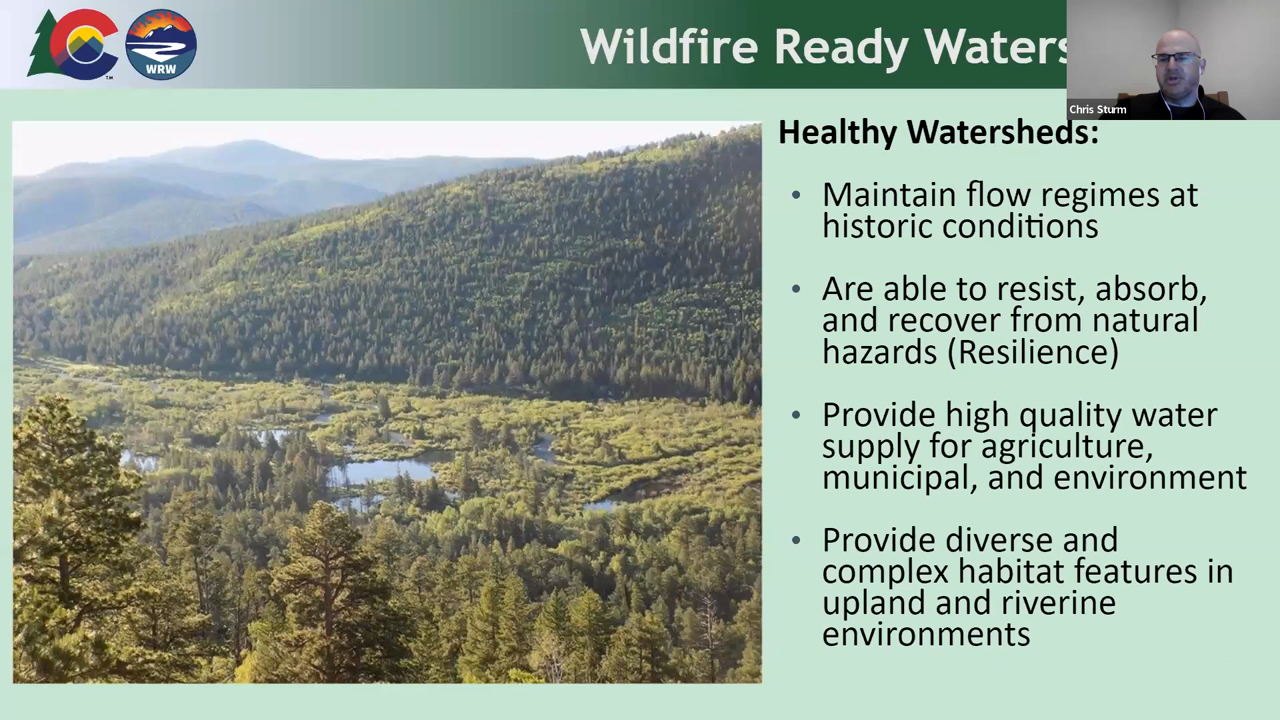 WRW
Wildfire Ready Waters
Chris Sturm
Healthy Watersheds:
• Maintain flow regimes at
historic conditions
• Are able to resist, absorb,
and recover from natural
hazards (Resilience)
• Provide high quality water
supply for agriculture,
municipal, and environment
• Provide diverse and
complex habitat features in
upland and riverine
environments